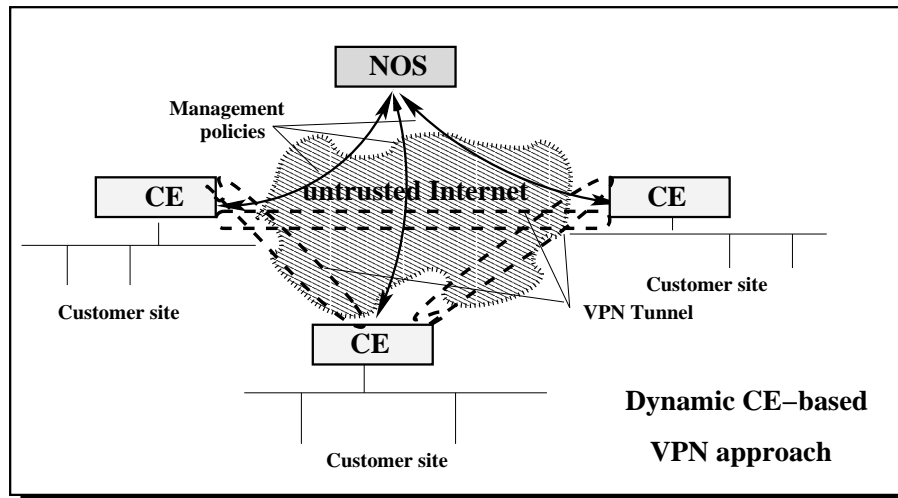 NOS
Management
policies
untrusted Internet
CE
CE
Customer site
Customer site
VPN Tunnel
CE
Dynamic CE−based
VPN approach
Customer site